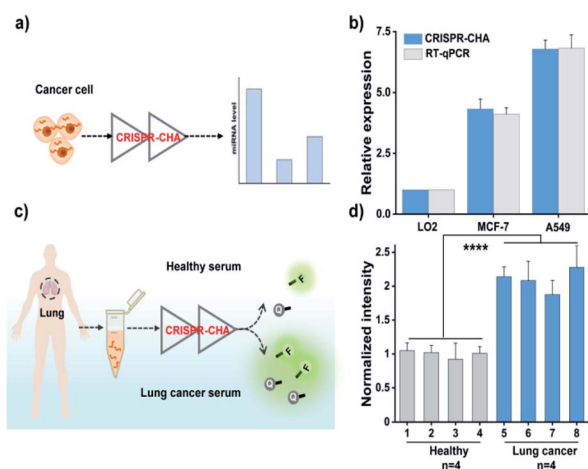 a)
Cancer cell
CRISPR-CHA
miRNA level
b)
CRISPR-CHA
RT-qPCR
Relative expression
7.5
5.0
2.5
0.0
LO2 MCF-7 A549
c)
Healthy serum
Lung
CRISPR-CHA
F
Q
F
F
Q
Q
Q
Lung cancer serum
d)
****
Normalized intensity
2.5
2
1.5
1
0.5
0
1 2 3 4 5 6 7 8
Healthy Lung cancer
n=4 n=4